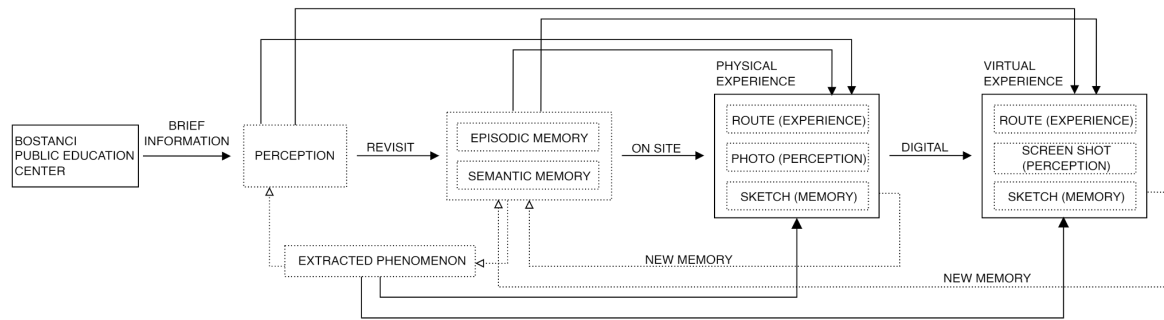 BOSTANCI
PUBLIC EDUCATION
CENTER
BRIEF
INFORMATION
PERCEPTION
REVISIT
EPISODIC MEMORY
SEMANTIC MEMORY
ON SITE
PHYSICAL
EXPERIENCE
ROUTE (EXPERIENCE)
PHOTO (PERCEPTION)
SKETCH (MEMORY)
DIGITAL
VIRTUAL
EXPERIENCE
ROUTE (EXPERIENCE)
SCREEN SHOT
(PERCEPTION)
SKETCH (MEMORY)
EXTRACTED PHENOMENON
NEW MEMORY
NEW MEMORY